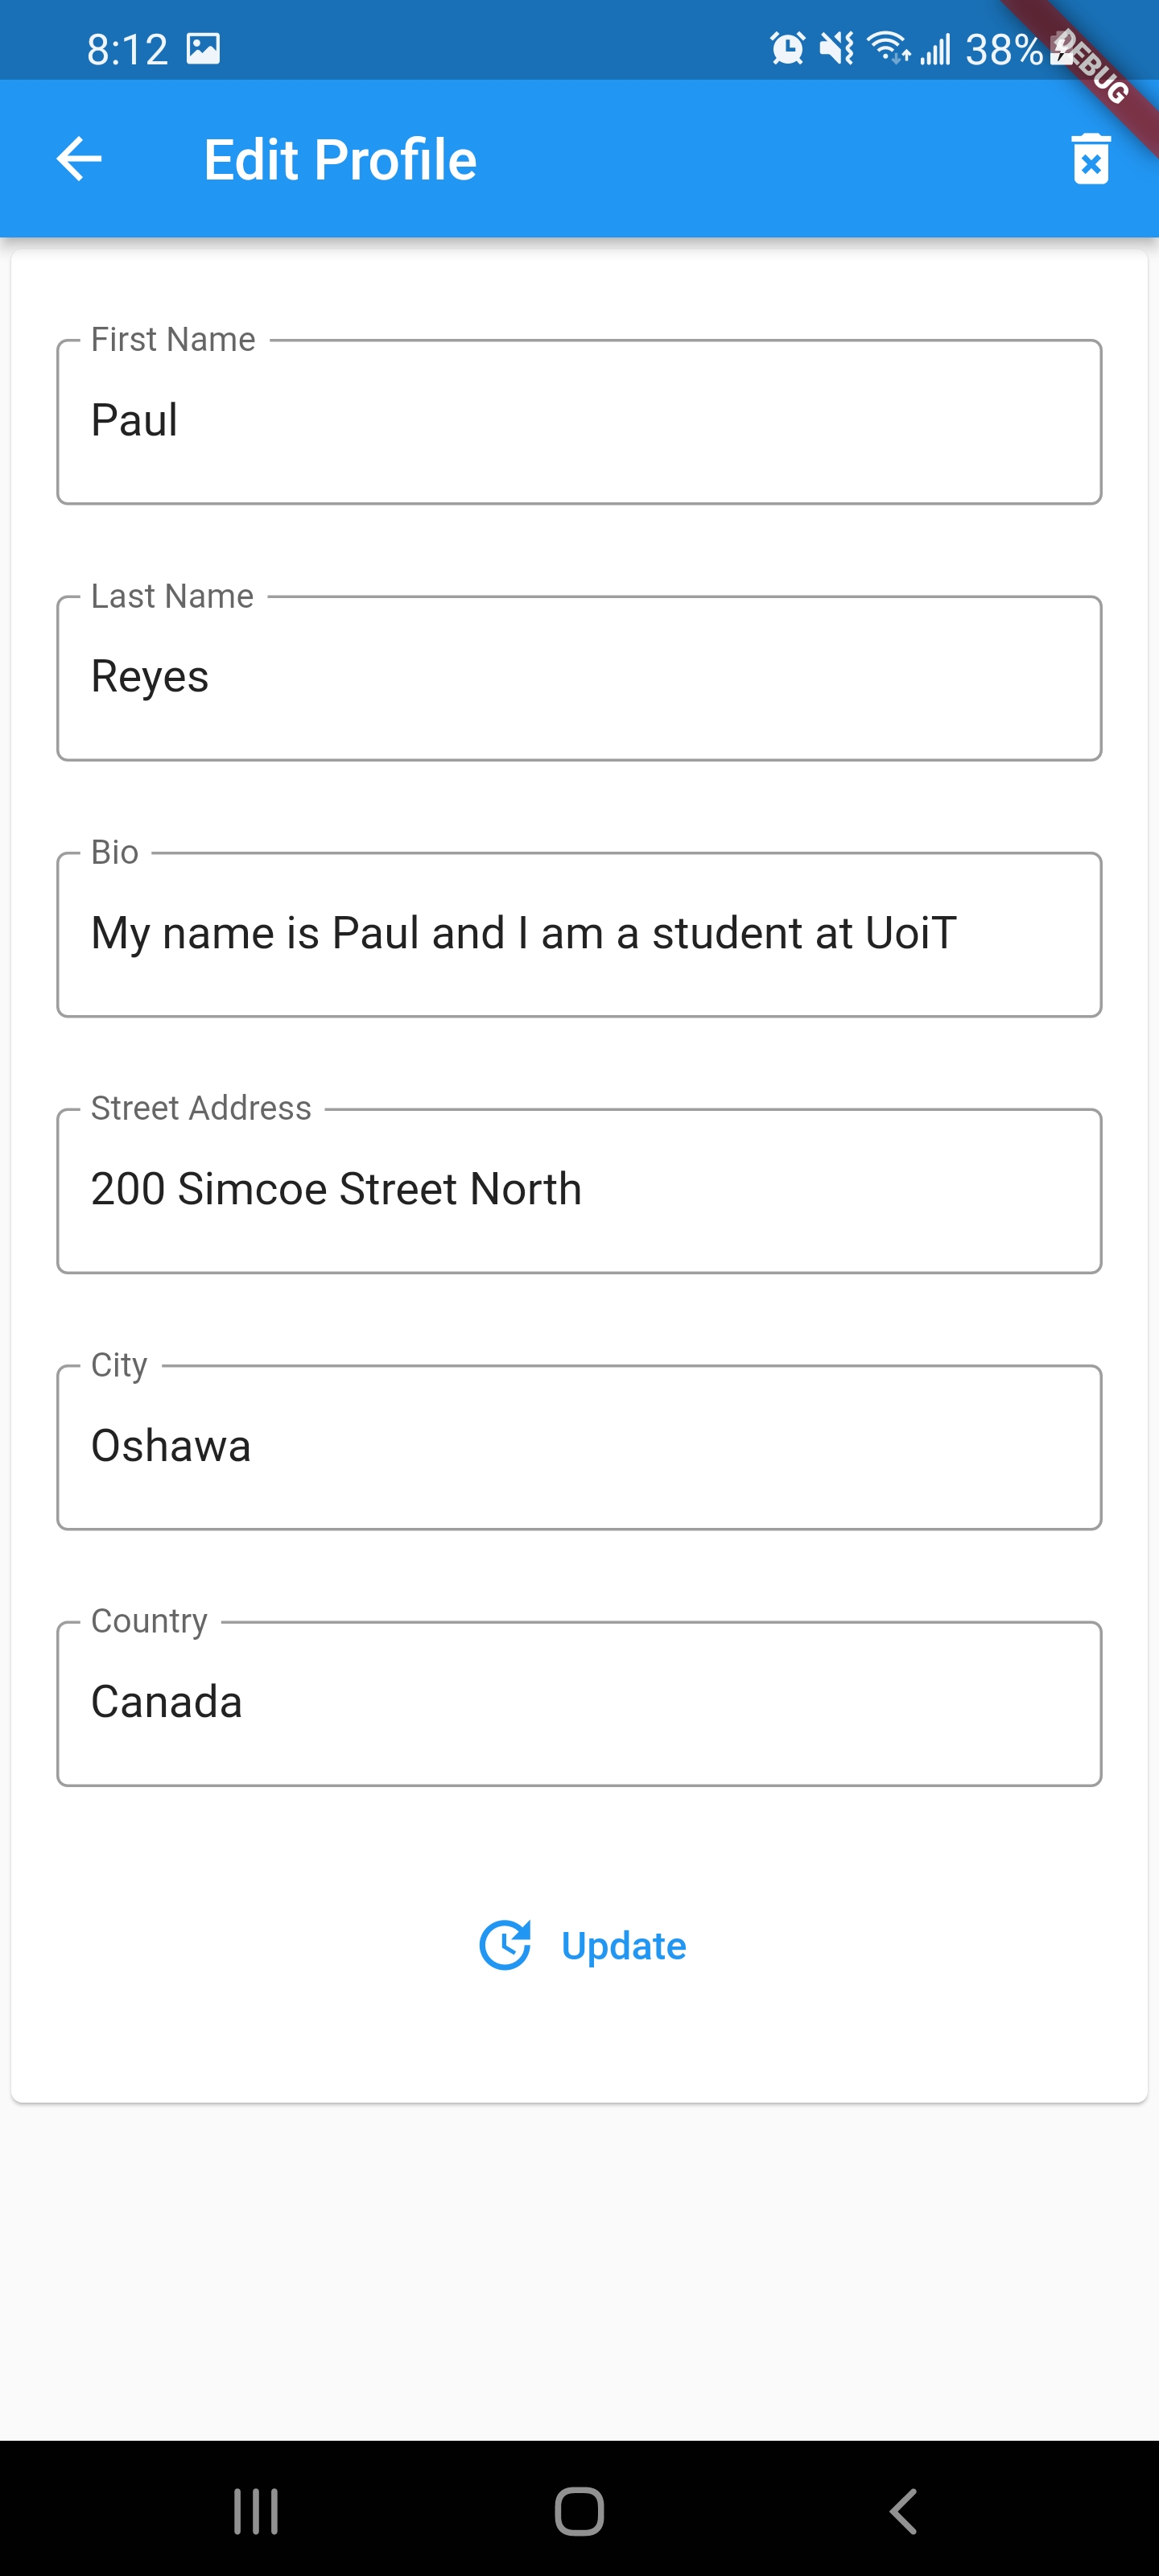 8:12
38%
DEBUG
Edit Profile
First Name
Paul
Last Name
Reyes
Bio
My name is Paul and I am a student at UoiT
Street Address
200 Simcoe Street North
City
Oshawa
Country
Canada
Update